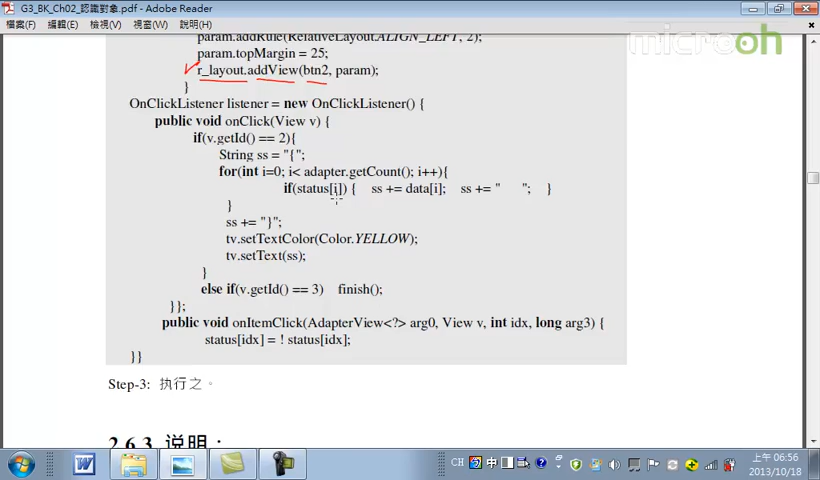 G3_BK_Ch02_認識對象.pdf - Adobe Reader
檔案(F) 編輯(E) 檢視(V) 視窗(W) 說明(H)
microoh
param.addRule(RelativeLayout.ALIGN_LEFT, 2);
param.topMargin = 25;
r_layout.addView(btn2, param);
}
OnClickListener listener = new OnClickListener() {
public void onClick(View v) {
if(v.getId() == 2){
String ss = "{";
for(int i=0; i< adapter.getCount(); i++){
if(status[i]) { ss += data[i]; ss += " "; }
}
ss += "}";
tv.setTextColor(Color.YELLOW);
tv.setText(ss);
}
else if(v.getId() == 3) finish();
}};
public void onItemClick(AdapterView<?> arg0, View v, int idx, long arg3) {
status[idx] = ! status[idx];
}}
Step-3: 执行之。
2.6.3 说明：
CH 中
上午 06:56
2013/10/18